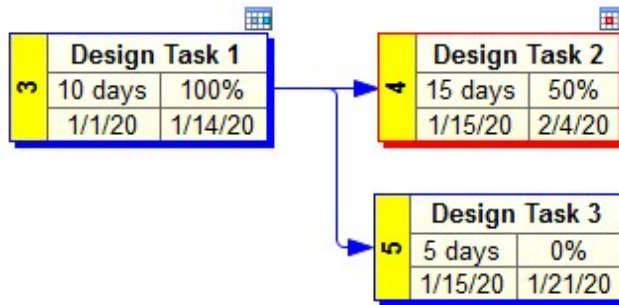 Design Task 1
3
10 days 100%
1/1/20 1/14/20
Design Task 2
4
15 days 50%
1/15/20 2/4/20
Design Task 3
5
5 days 0%
1/15/20 1/21/20